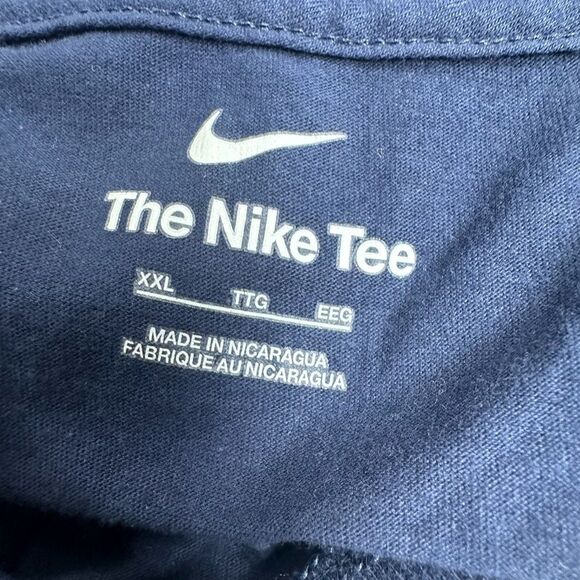 The Nike Tee
XXL TTG EEG
MADE IN NICARAGUA
FABRIQUE AU NICARAGUA